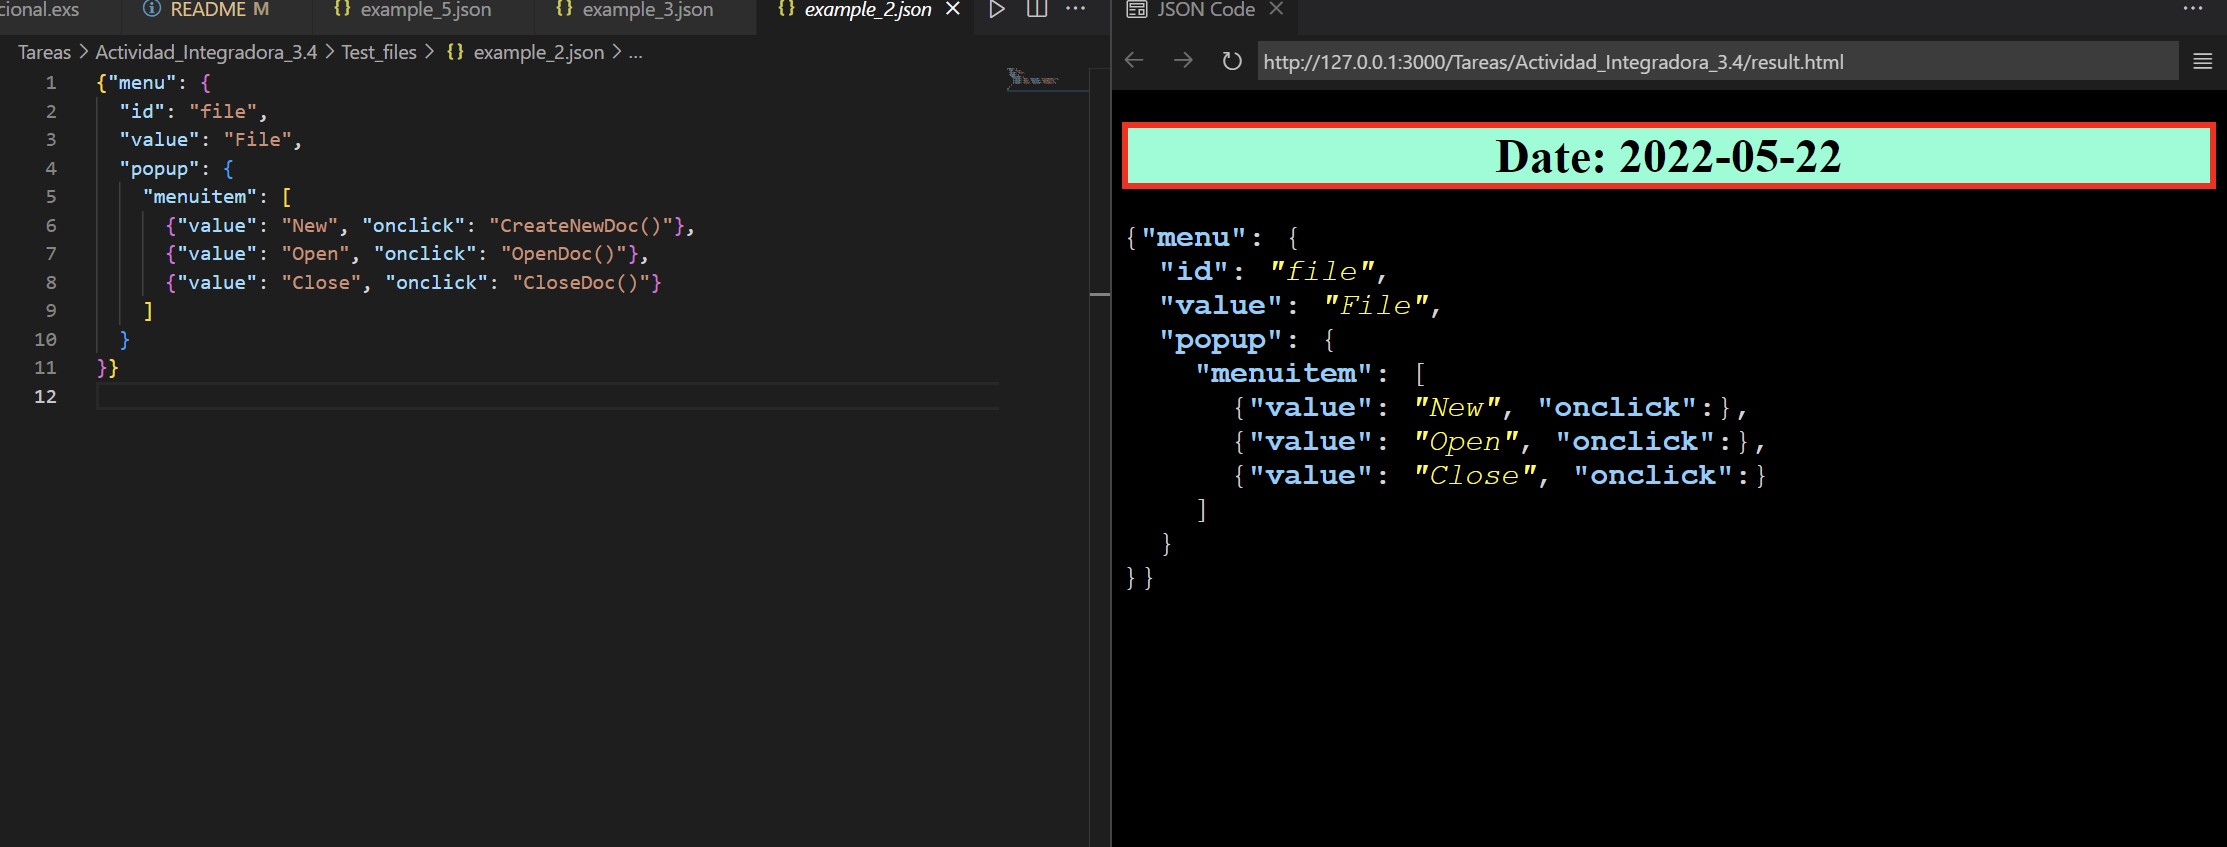 cional.exs README M example_5.json example_3.json example_2.json
Tareas > Actividad_Integradora_3.4 > Test_files > {} example_2.json > ...
1 {"menu": {
2   "id": "file",
3   "value": "File",
4   "popup": {
5     "menuitem": [
6       {"value": "New", "onclick": "CreateNewDoc()"},
7       {"value": "Open", "onclick": "OpenDoc()"},
8       {"value": "Close", "onclick": "CloseDoc()"}
9     ]
10   }
11 }}
12
JSON Code
http://127.0.0.1:3000/Tareas/Actividad_Integradora_3.4/result.html
Date: 2022-05-22
{"menu": {
  "id": "file",
  "value": "File",
  "popup": {
    "menuitem": [
      {"value": "New", "onclick":},
      {"value": "Open", "onclick":},
      {"value": "Close", "onclick":}
    ]
  }
}}